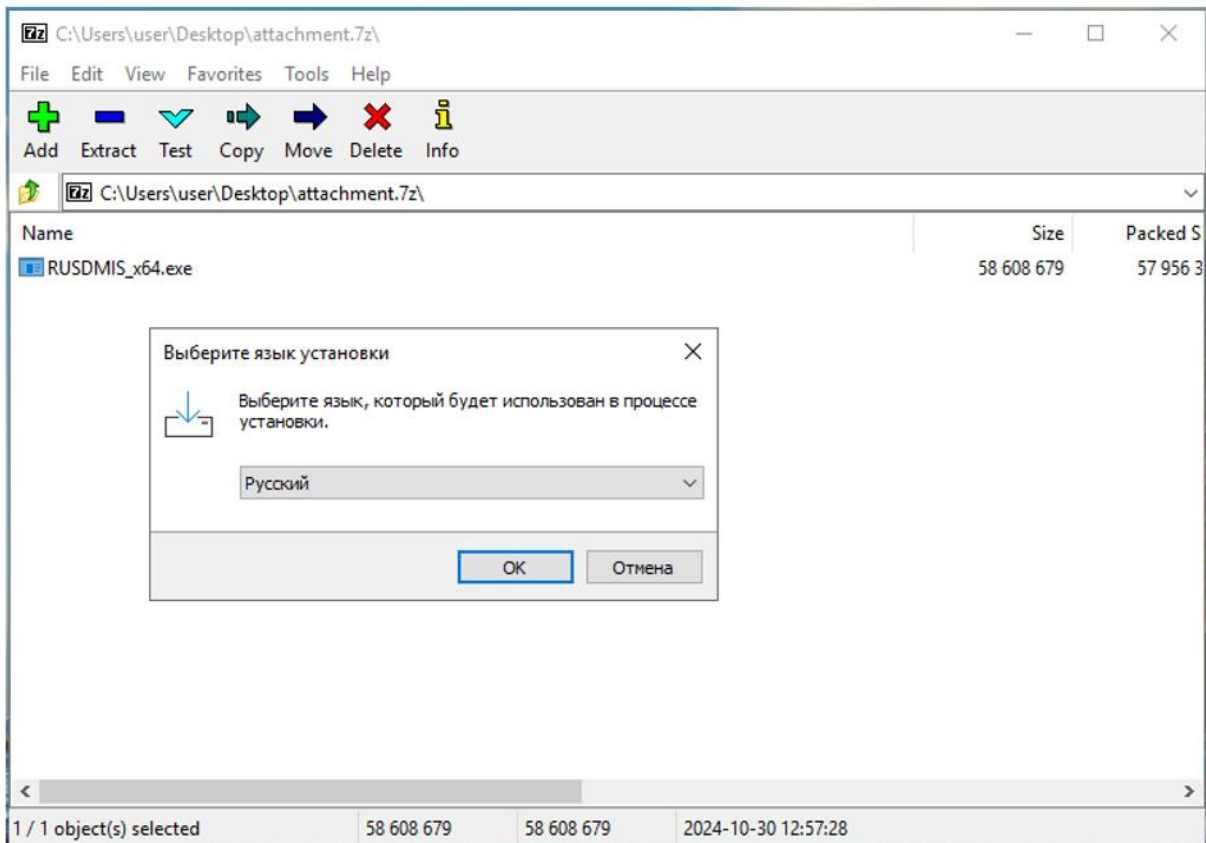 C:\Users\user\Desktop\attachment.7z\
File Edit View Favorites Tools Help
Add Extract Test Copy Move Delete Info
C:\Users\user\Desktop\attachment.7z\
Name Size Packed S
RUSDMIS_x64.exe 58 608 679 57 956 3
Выберите язык установки
Выберите язык, который будет использован в процессе
установки.
Русский
OK Отмена
1 / 1 object(s) selected 58 608 679 58 608 679 2024-10-30 12:57:28